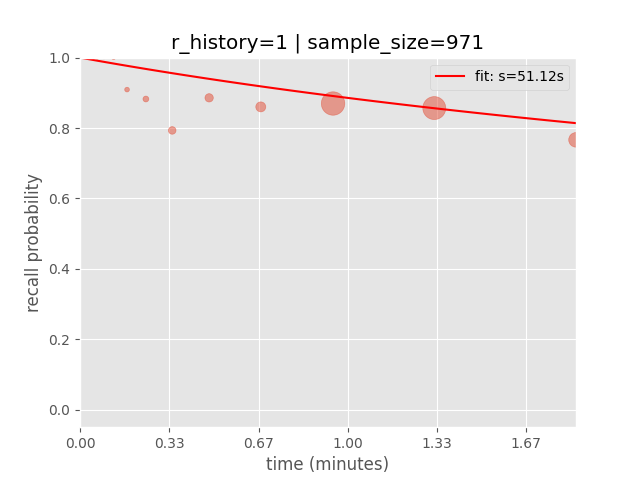 r_history=1 | sample_size=971
fit: s=51.12s
recall probability
1.0
0.8
0.6
0.4
0.2
0.0
0.00 0.33 0.67 1.00 1.33 1.67
time (minutes)